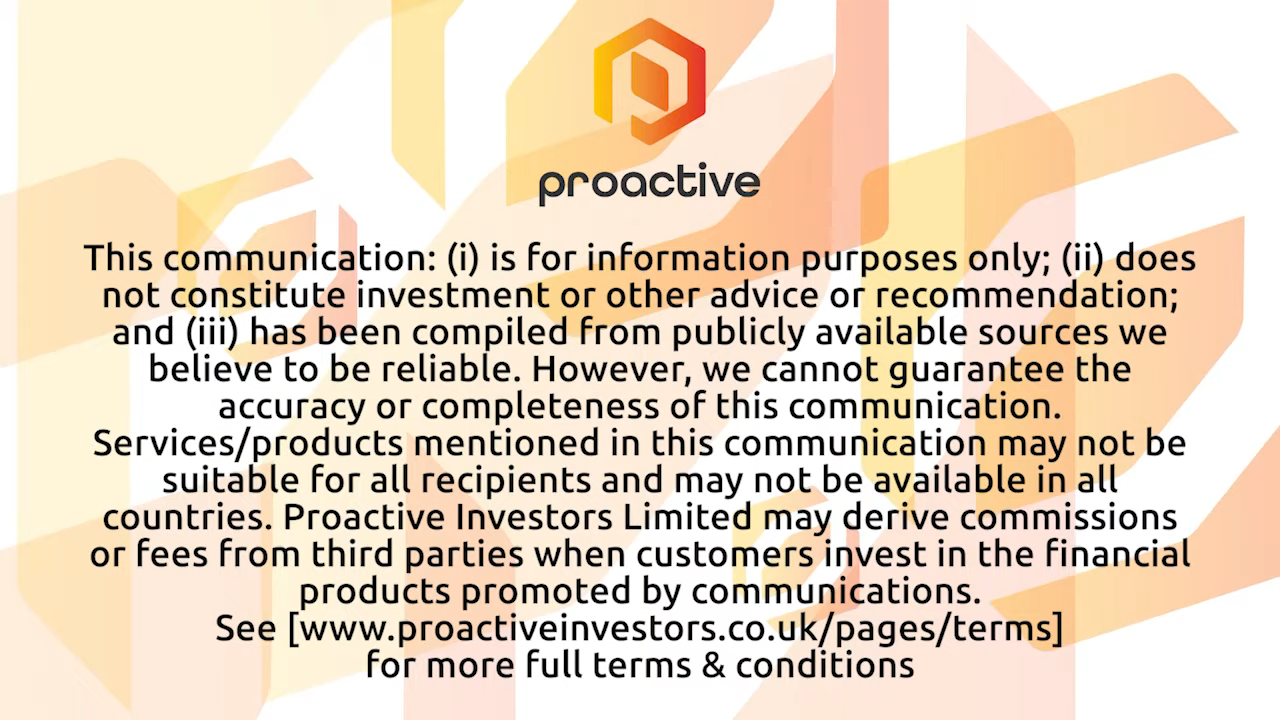 proactive
This communication: (i) is for information purposes only; (ii) does
not constitute investment or other advice or recommendation;
and (iii) has been compiled from publicly available sources we
believe to be reliable. However, we cannot guarantee the
accuracy or completeness of this communication.
Services/products mentioned in this communication may not be
suitable for all recipients and may not be available in all
countries. Proactive Investors Limited may derive commissions
or fees from third parties when customers invest in the financial
products promoted by communications.
See [www.proactiveinvestors.co.uk/pages/terms]
for more full terms & conditions